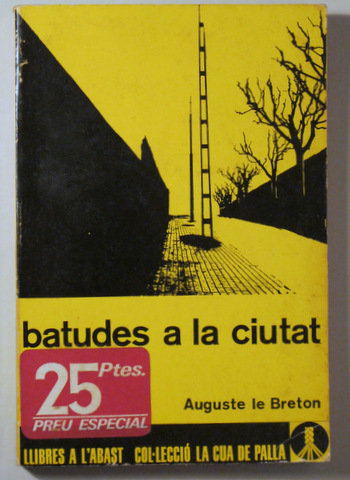 batudes a la ciutat
25 Ptes.
PREU ESPECIAL
Auguste le Breton
LLIBRES A L'ABAST COL·LECCIÓ LA CUA DE PALLA